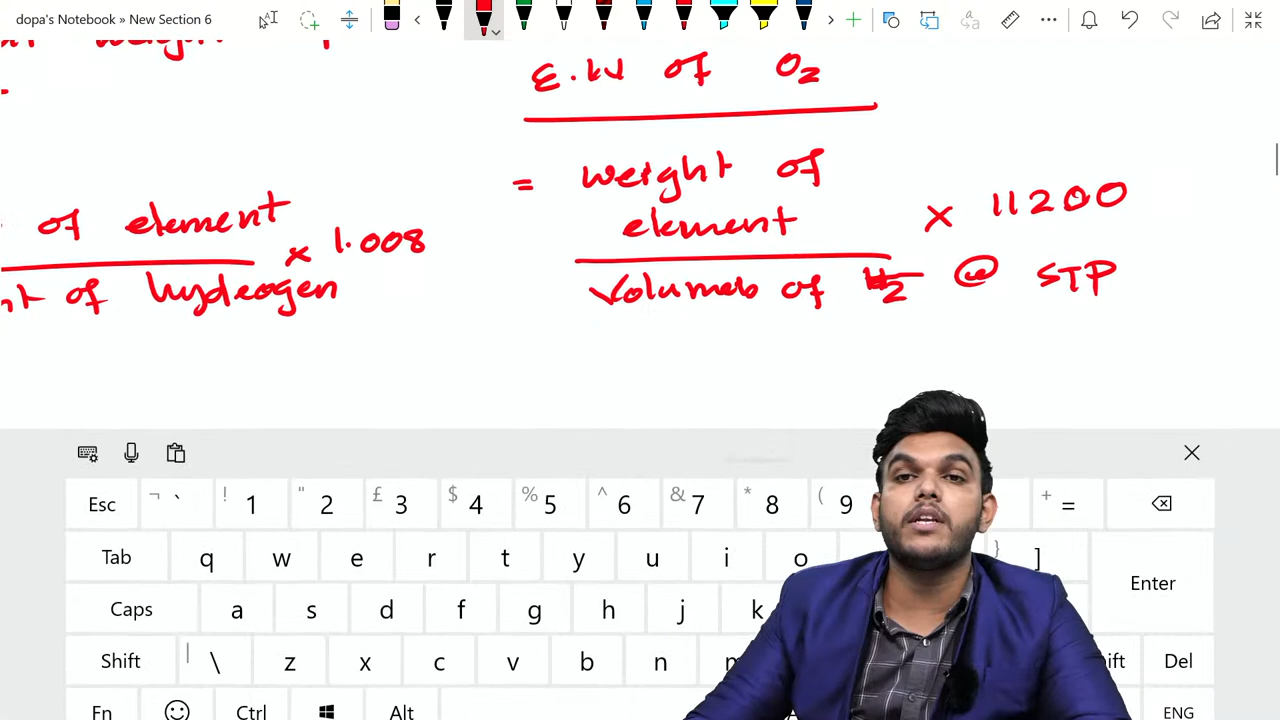 dopa's Notebook » New Section 6
weight
E.W of O2
= weight of element × 11200
volumes of H2 @ STP
of element × 1.008
of hydrogen
Esc ¬ ` ! 1 " 2 £ 3 $ 4 % 5 ^ 6 & 7 * 8 ( 9 + =
Tab q w e r t y u i o } ] Enter
Caps a s d f g h j k
Shift | \ z x c v b n Del
Fn Ctrl Alt ENG